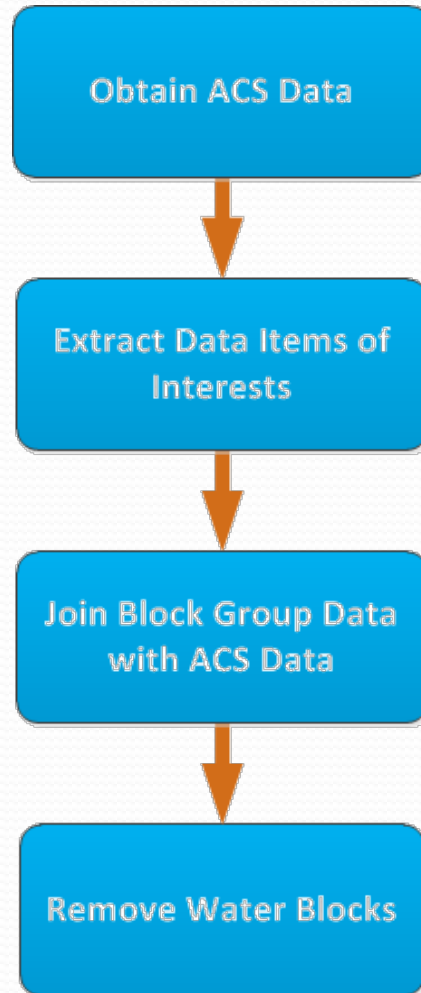 Obtain ACS Data
Extract Data Items of
Interests
Join Block Group Data
with ACS Data
Remove Water Blocks